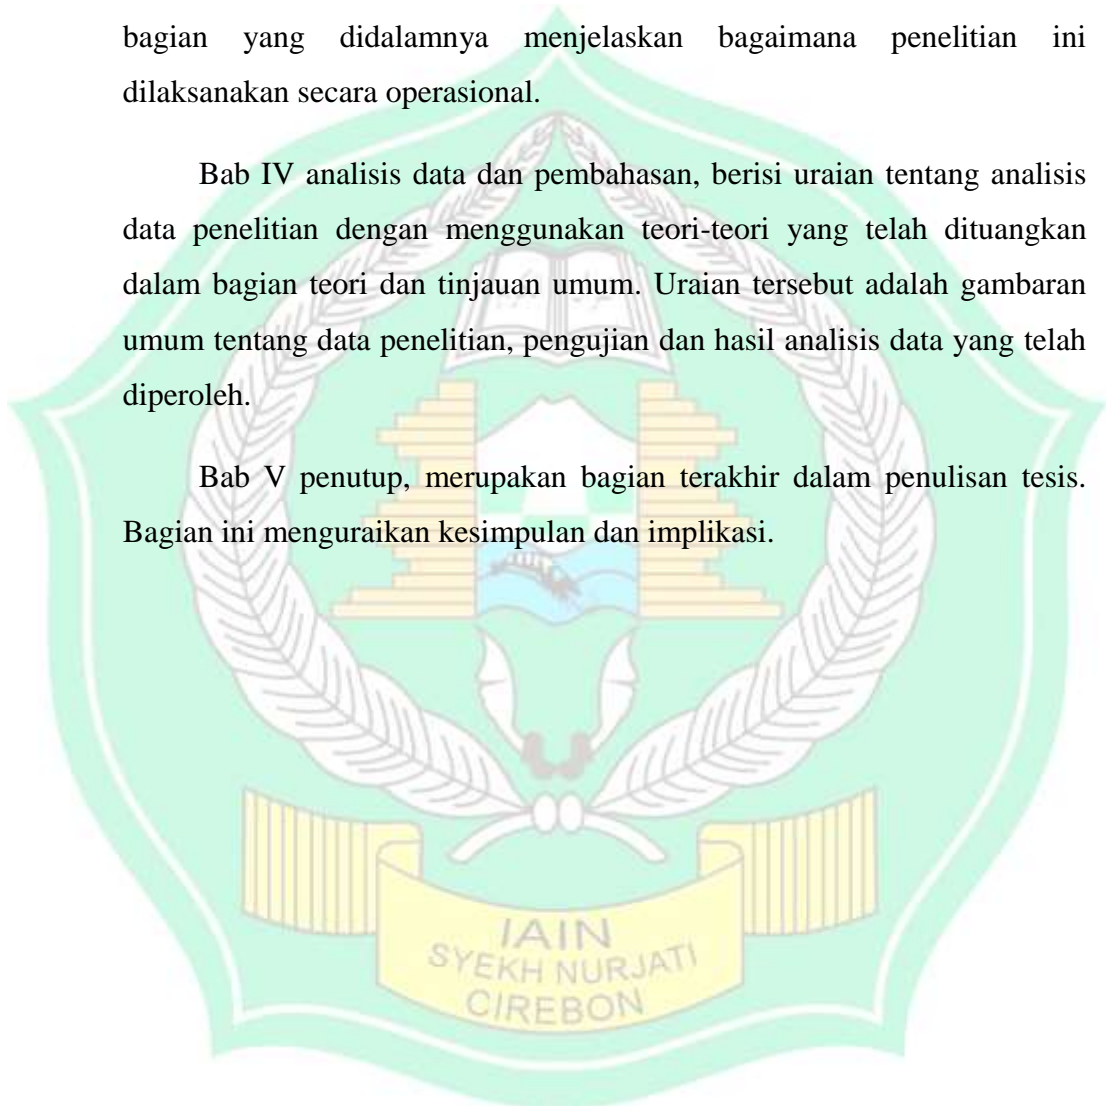 bagian yang didalamnya menjelaskan bagaimana penelitian ini
dilaksanakan secara operasional.
Bab IV analisis data dan pembahasan, berisi uraian tentang analisis
data penelitian dengan menggunakan teori-teori yang telah dituangkan
dalam bagian teori dan tinjauan umum. Uraian tersebut adalah gambaran
umum tentang data penelitian, pengujian dan hasil analisis data yang telah
diperoleh.
Bab V penutup, merupakan bagian terakhir dalam penulisan tesis.
Bagian ini menguraikan kesimpulan dan implikasi.
IAIN
SYEKH NURJATI
CIREBON